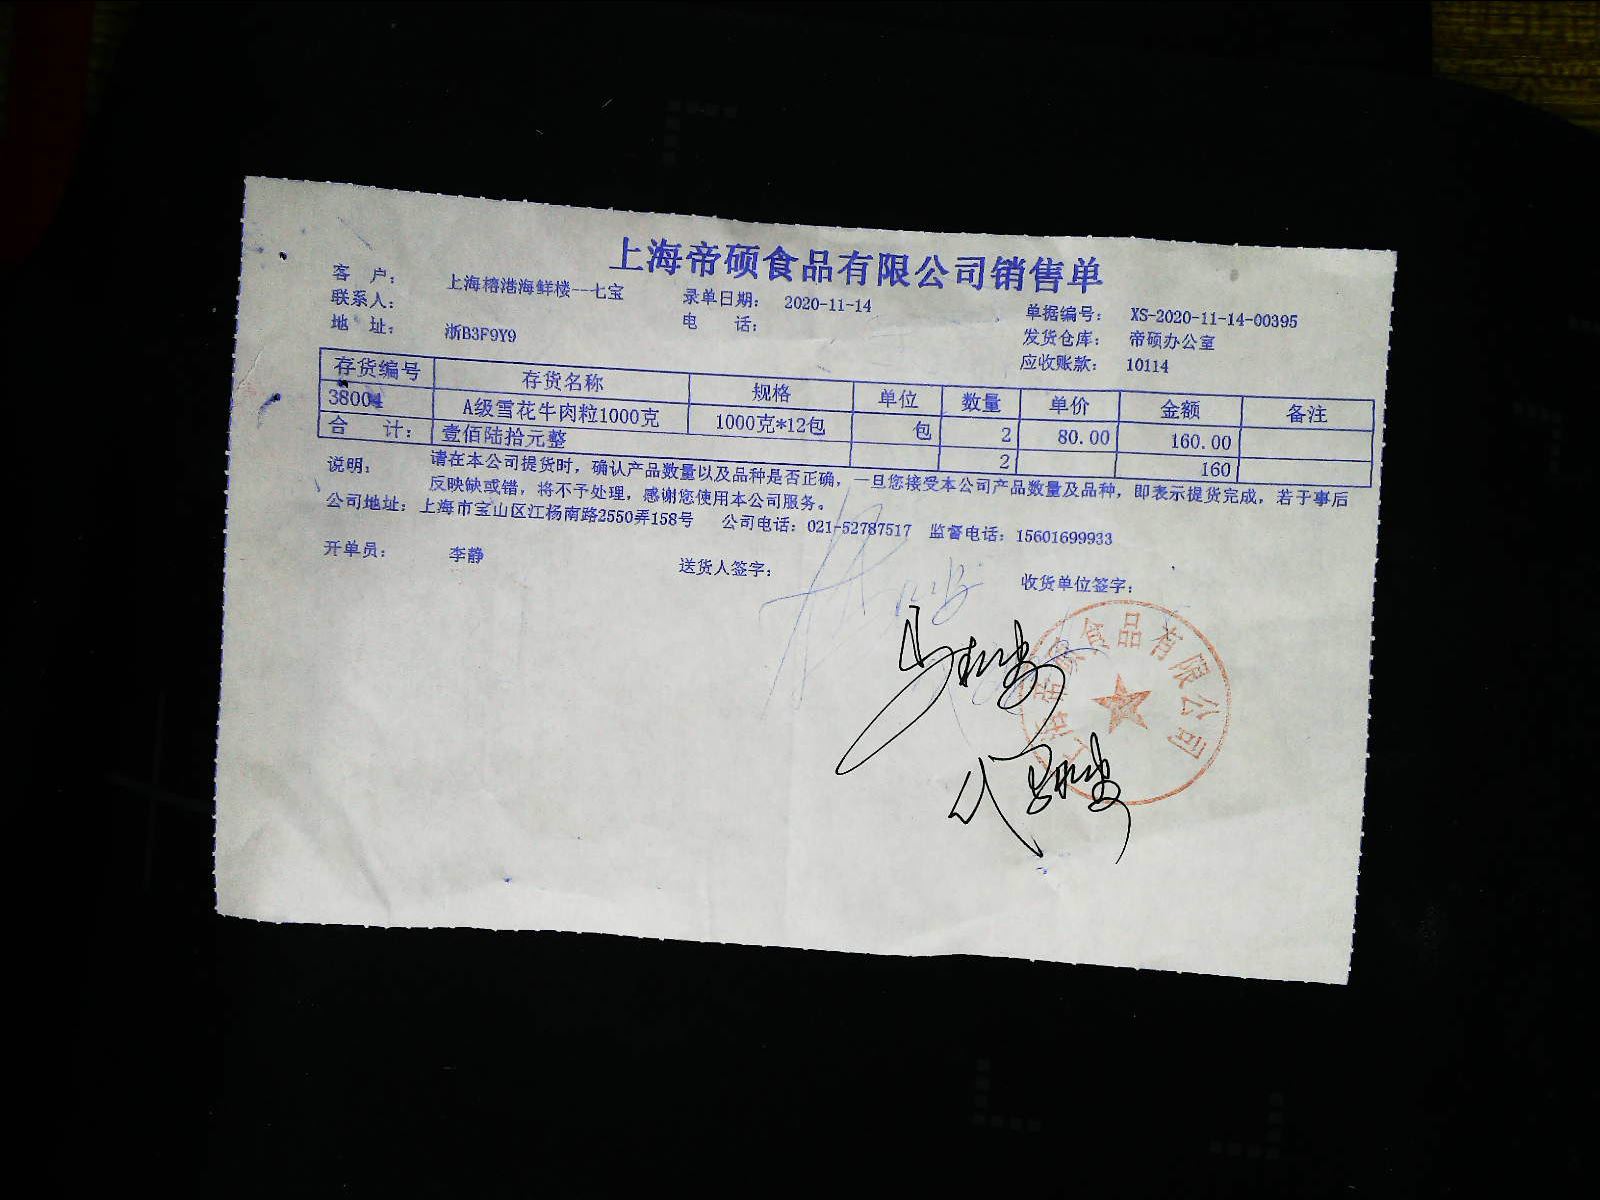 上海帝硕食品有限公司销售单
客 户： 上海榕港海鲜楼--七宝 录单日期： 2020-11-14 单据编号： XS-2020-11-14-00395
联系人： 电 话： 发货仓库： 帝硕办公室
地 址： 浙B3F9Y9 应收账款： 10114
存货编号 存货名称 规格 单位 数量 单价 金额 备注
38004 A级雪花牛肉粒1000克 1000克*12包 包 2 80.00 160.00
合 计： 壹佰陆拾元整 2 160
说明： 请在本公司提货时，确认产品数量以及品种是否正确，一旦您接受本公司产品数量及品种，即表示提货完成，若于事后
反映缺或错，将不予处理，感谢您使用本公司服务。
公司地址：上海市宝山区江杨南路2550弄158号 公司电话：021-52787517 监督电话：15601699933
开单员： 李静 送货人签字： 收货单位签字：
上海帝硕食品有限公司